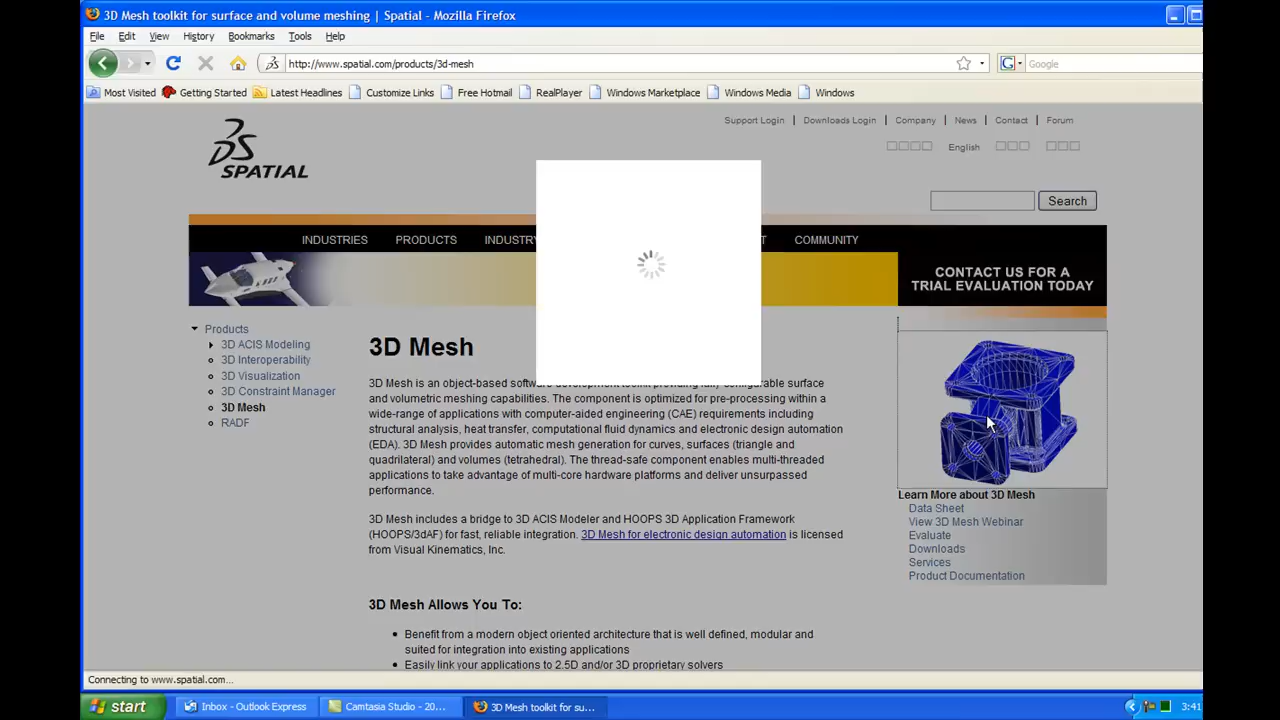 3D Mesh toolkit for surface and volume meshing | Spatial - Mozilla Firefox
File Edit View History Bookmarks Tools Help
http://www.spatial.com/products/3d-mesh
Google
Most Visited Getting Started Latest Headlines Customize Links Free Hotmail RealPlayer Windows Marketplace Windows Media Windows
Support Login | Downloads Login | Company | News | Contact | Forum
English
SPATIAL
Search
INDUSTRIES PRODUCTS INDUSTRY T COMMUNITY
CONTACT US FOR A
TRIAL EVALUATION TODAY
Products
3D ACIS Modeling
3D Interoperability
3D Visualization
3D Constraint Manager
3D Mesh
RADF
3D Mesh
3D Mesh is an object-based software development toolkit providing fully configurable surface
and volumetric meshing capabilities. The component is optimized for pre-processing within a
wide-range of applications with computer-aided engineering (CAE) requirements including
structural analysis, heat transfer, computational fluid dynamics and electronic design automation
(EDA). 3D Mesh provides automatic mesh generation for curves, surfaces (triangle and
quadrilateral) and volumes (tetrahedral). The thread-safe component enables multi-threaded
applications to take advantage of multi-core hardware platforms and deliver unsurpassed
performance.
3D Mesh includes a bridge to 3D ACIS Modeler and HOOPS 3D Application Framework
(HOOPS/3dAF) for fast, reliable integration. 3D Mesh for electronic design automation is licensed
from Visual Kinematics, Inc.
3D Mesh Allows You To:
Benefit from a modern object oriented architecture that is well defined, modular and
suited for integration into existing applications
Easily link your applications to 2.5D and/or 3D proprietary solvers
Learn More about 3D Mesh
Data Sheet
View 3D Mesh Webinar
Evaluate
Downloads
Services
Product Documentation
Connecting to www.spatial.com...
start Inbox - Outlook Express Camtasia Studio - 20... 3D Mesh toolkit for su... 3:41